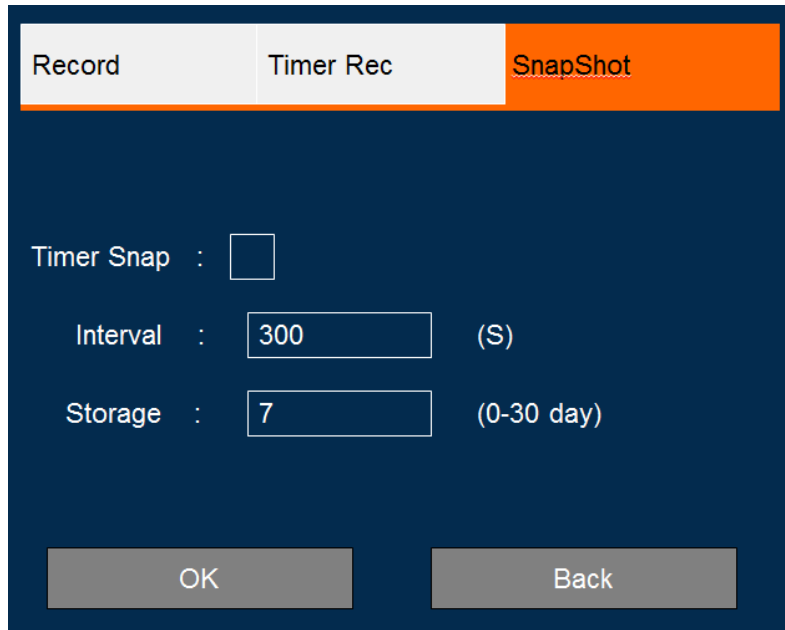 Record Timer Rec SnapShot
Timer Snap :
Interval : 300 (S)
Storage : 7 (0-30 day)
OK Back